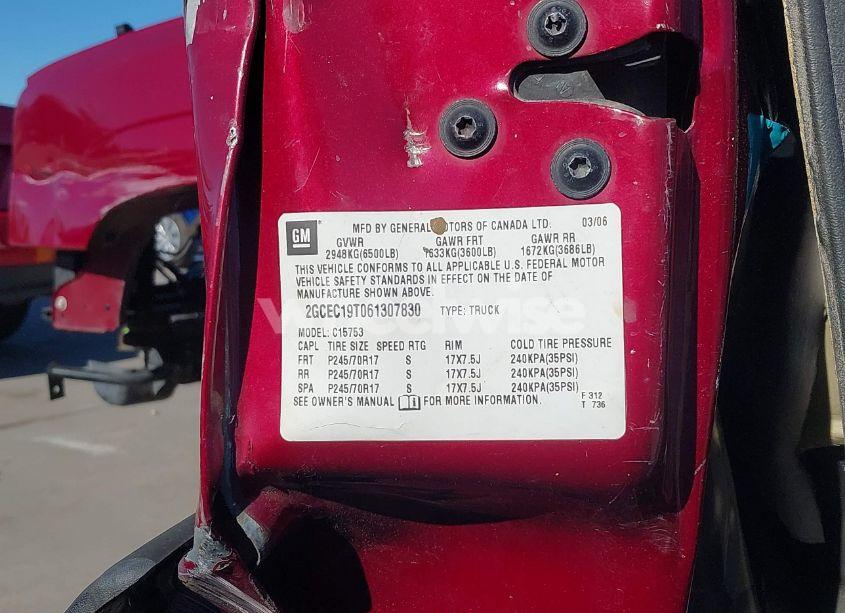 GM
MFD BY GENERAL MOTORS OF CANADA LTD. 03/06
GVWR GAWR FRT GAWR RR
2948KG(6500LB) 1633KG(3600LB) 1672KG(3686LB)
THIS VEHICLE CONFORMS TO ALL APPLICABLE U.S. FEDERAL MOTOR
VEHICLE SAFETY STANDARDS IN EFFECT ON THE DATE OF
MANUFACTURE SHOWN ABOVE.
2GCEC19T061307830 TYPE: TRUCK
MODEL: C15753
CAPL TIRE SIZE SPEED RTG RIM COLD TIRE PRESSURE
FRT P245/70R17 S 17X7.5J 240KPA(35PSI)
RR P245/70R17 S 17X7.5J 240KPA(35PSI)
SPA P245/70R17 S 17X7.5J 240KPA(35PSI)
SEE OWNER'S MANUAL FOR MORE INFORMATION.
F 312
T 736